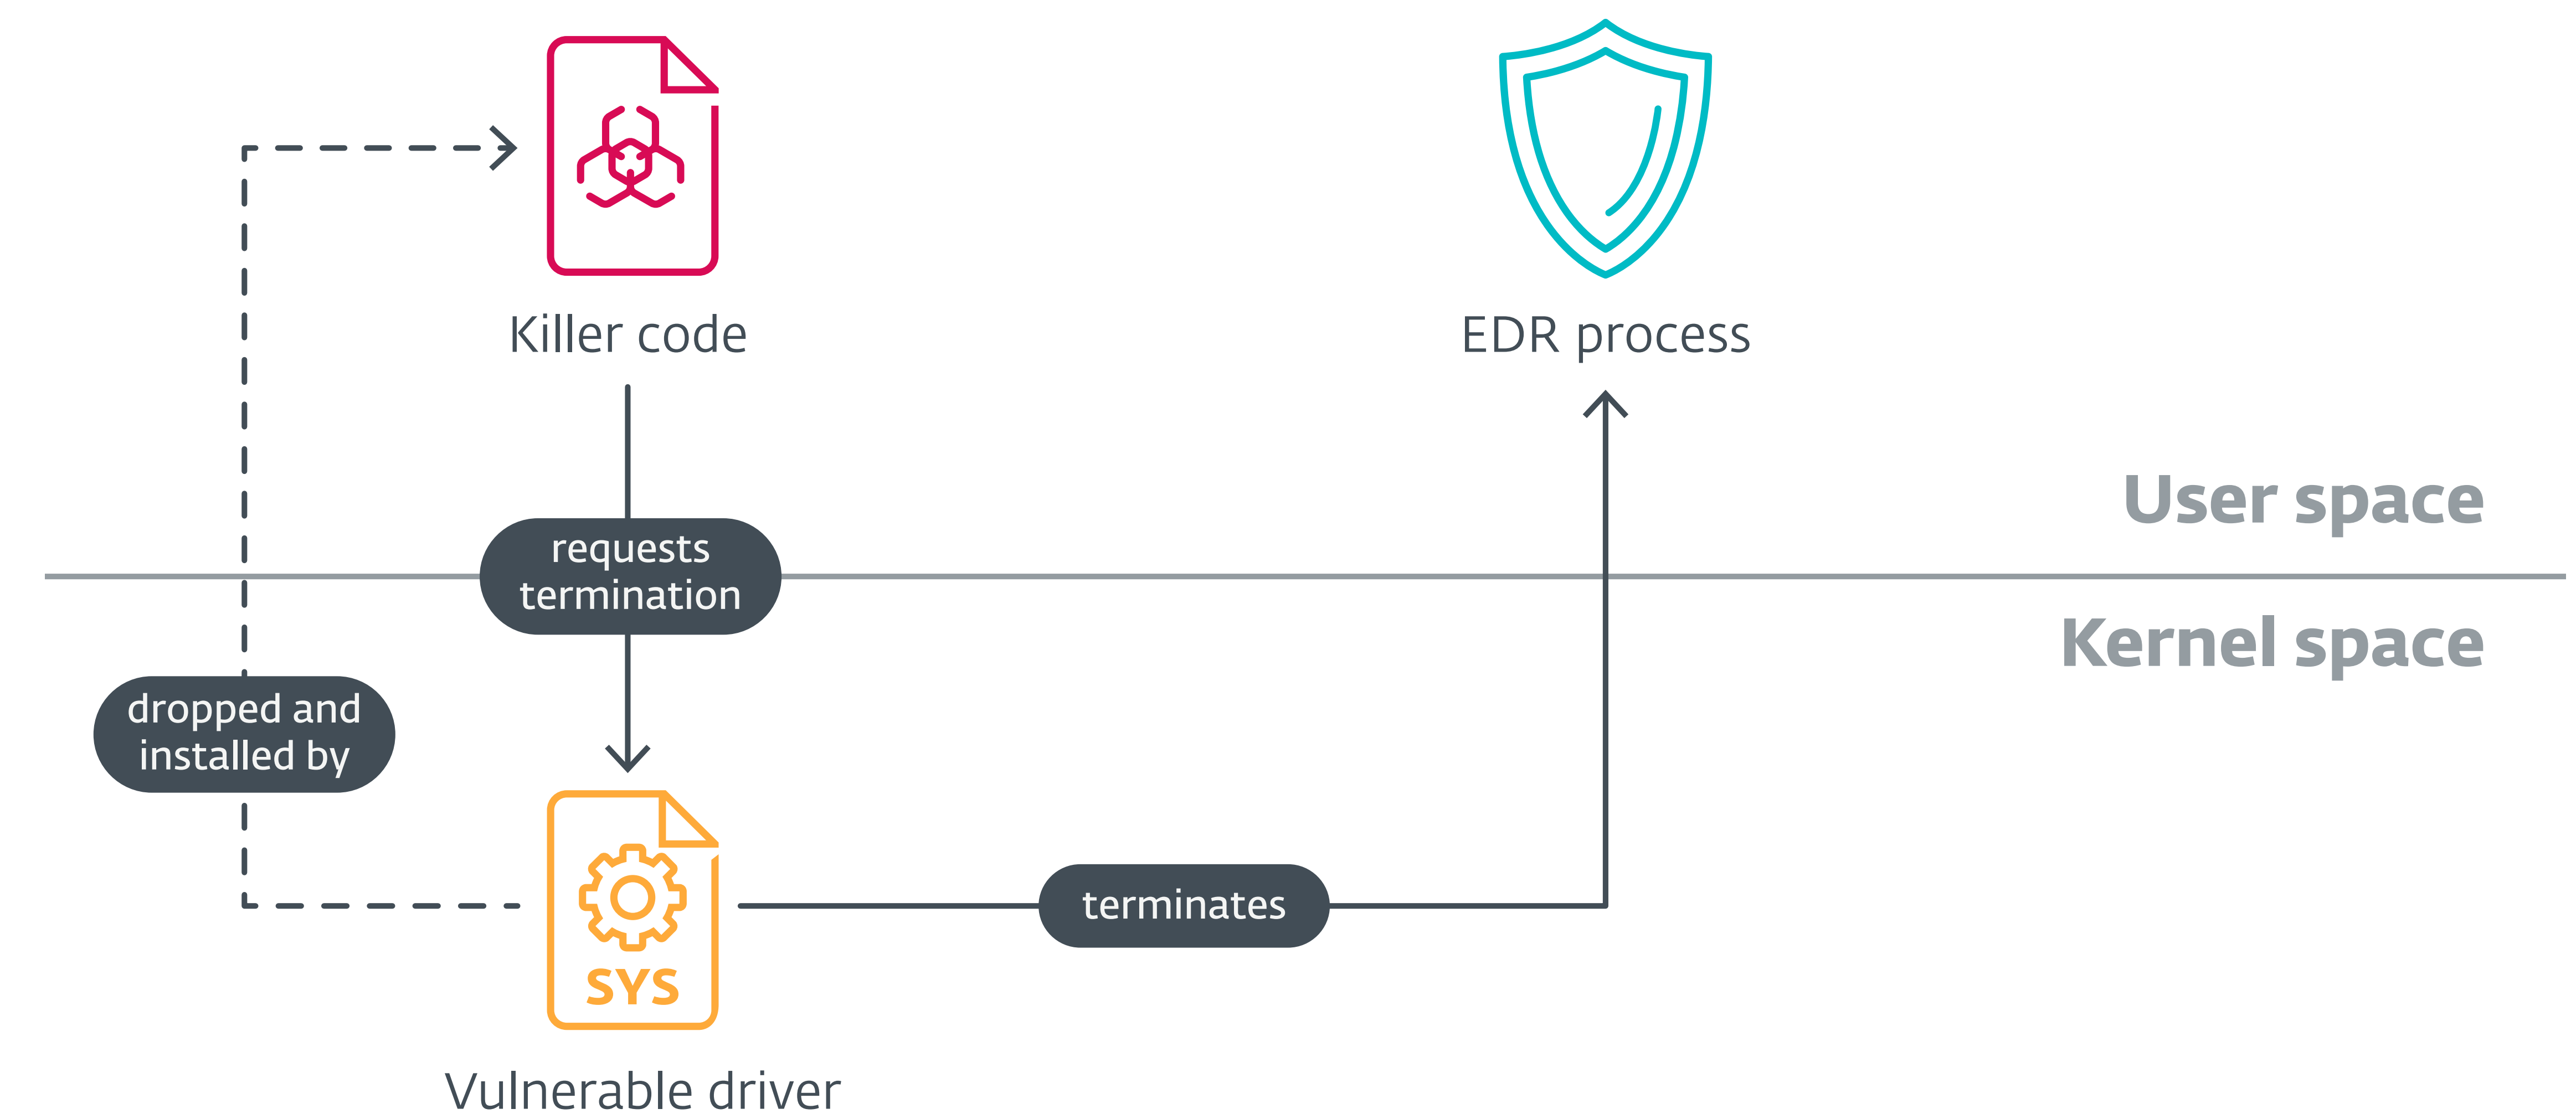 Killer code
EDR process
User space
requests
termination
Kernel space
dropped and
installed by
terminates
SYS
Vulnerable driver